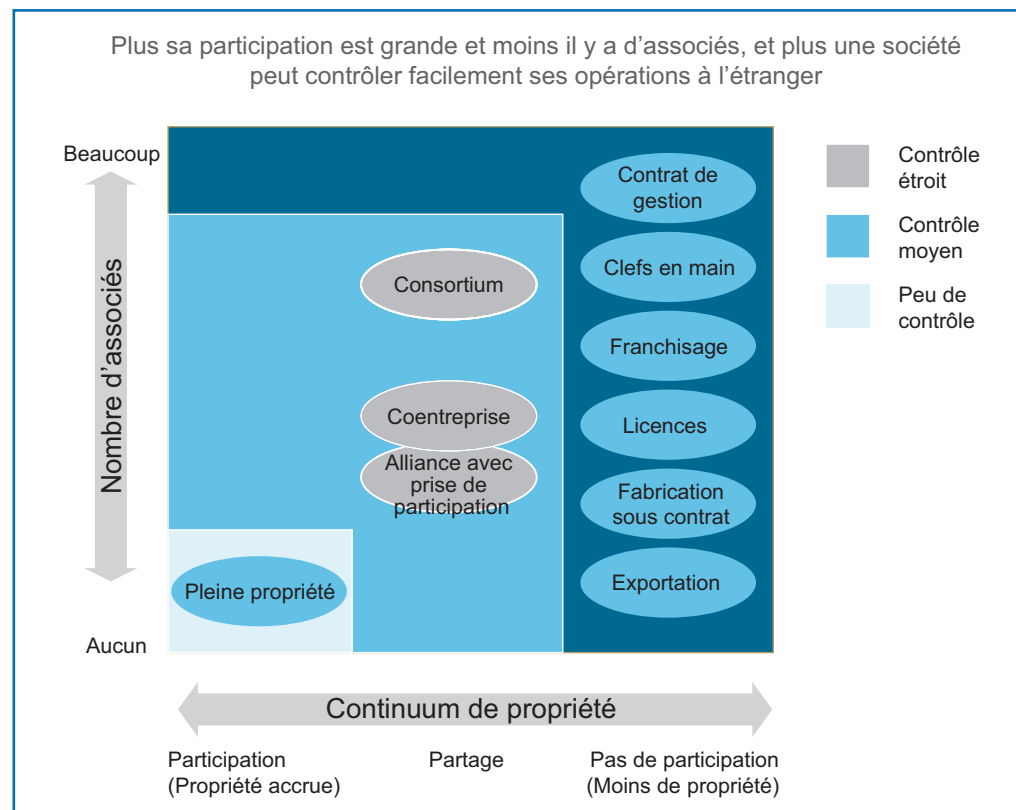 Plus sa participation est grande et moins il y a d’associés, et plus une société
peut contrôler facilement ses opérations à l’étranger
Beaucoup
Nombre d’associés
Aucun
Contrat de
gestion
Clefs en main
Consortium
Franchisage
Coentreprise
Licences
Alliance avec
prise de
participation
Fabrication
sous contrat
Pleine propriété
Exportation
Contrôle
étroit
Contrôle
moyen
Peu de
contrôle
Continuum de propriété
Participation
(Propriété accrue)
Partage
Pas de participation
(Moins de propriété)